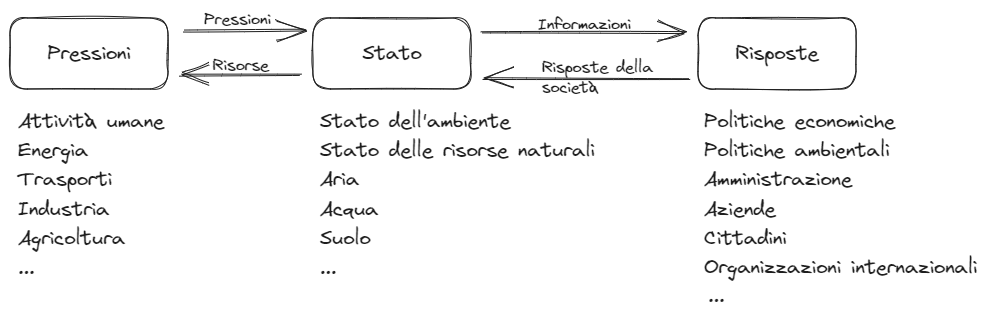 Pressioni
Pressioni
Risorse
Stato
Informazioni
Risposte della
società
Risposte
Attività umane
Energia
Trasporti
Industria
Agricoltura
...
Stato dell'ambiente
Stato delle risorse naturali
Aria
Acqua
Suolo
...
Politiche economiche
Politiche ambientali
Amministrazione
Aziende
Cittadini
Organizzazioni internazionali
...